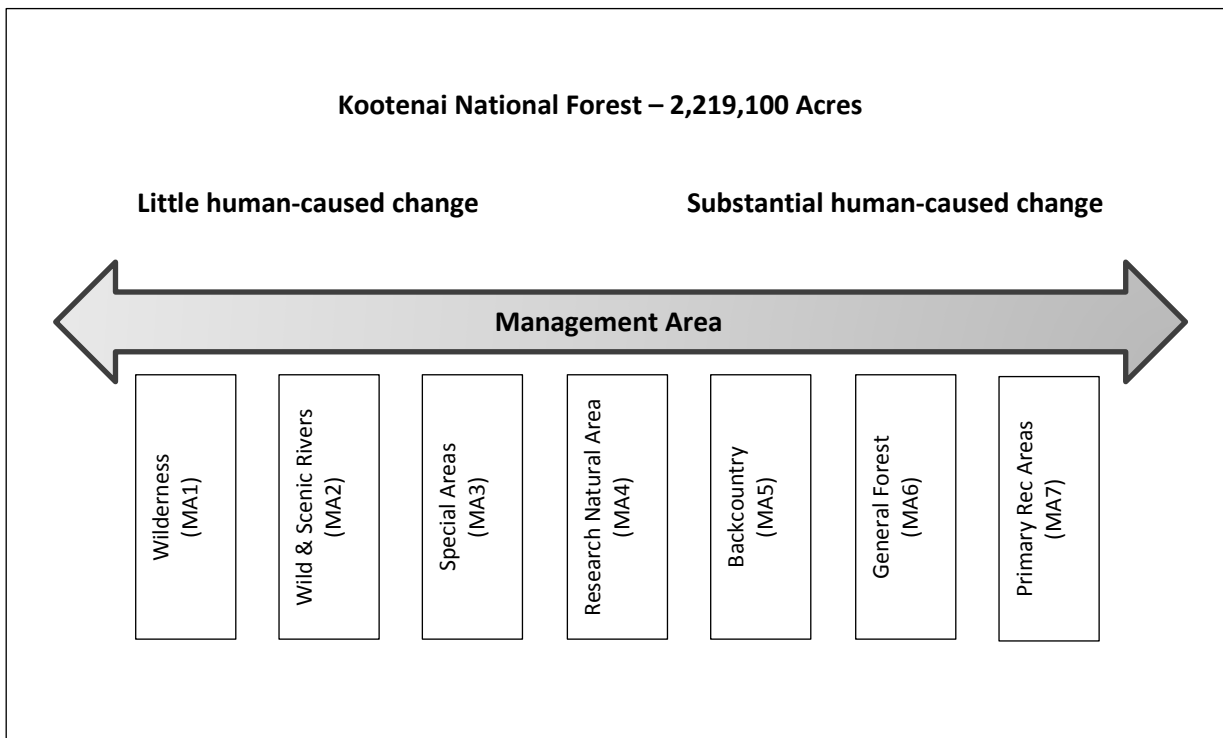 Kootenai National Forest – 2,219,100 Acres
Little human-caused change
Substantial human-caused change
Management Area
Wilderness
(MA1)
Wild & Scenic Rivers
(MA2)
Special Areas
(MA3)
Research Natural Area
(MA4)
Backcountry
(MA5)
General Forest
(MA6)
Primary Rec Areas
(MA7)